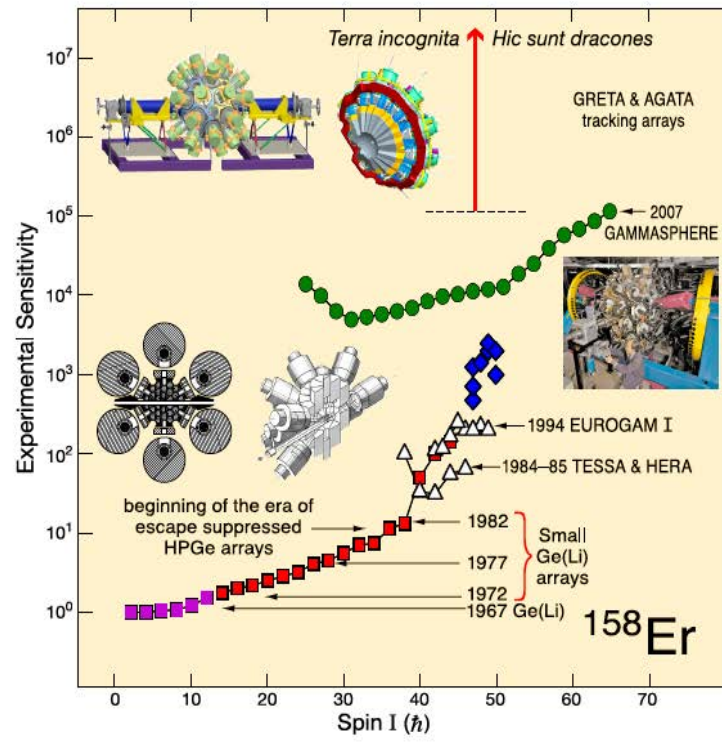 Terra incognita
Hic sunt dracones
GRETA & AGATA
tracking arrays
2007
GAMMASPHERE
1994 EUROGAM I
1984–85 TESSA & HERA
beginning of the era of
escape suppressed
HPGe arrays
1982
1977
1972
1967 Ge(Li)
Small
Ge(Li)
arrays
158Er
Experimental Sensitivity
10⁷
10⁶
10⁵
10⁴
10³
10²
10¹
10⁰
0 10 20 30 40 50 60 70
Spin I (ℏ)